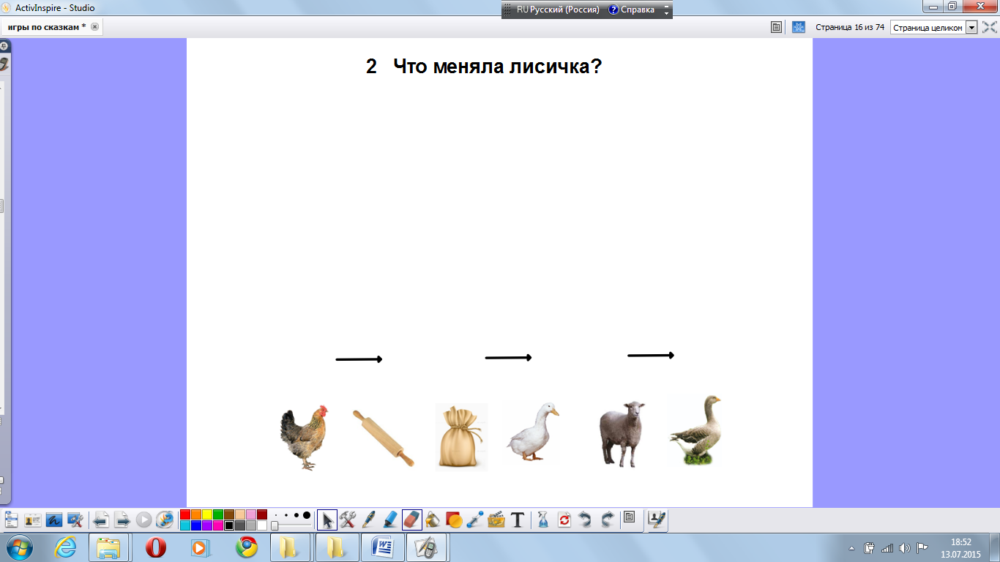 ActivInspire - Studio
RU Русский (Россия) ? Справка
игры по сказкам *
Страница 16 из 74
Страница целиком
2 Что меняла лисичка?
T
W
18:52
13.07.2015